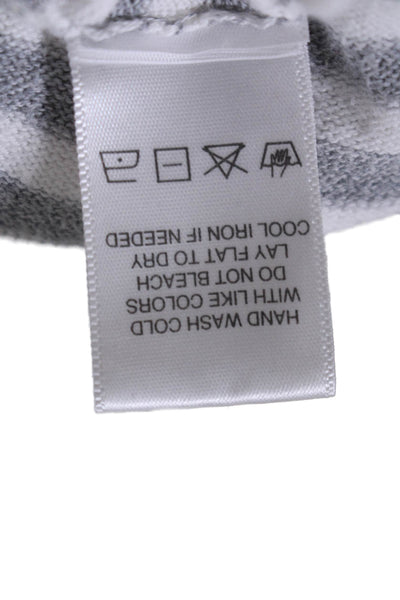 HAND WASH COLD
WITH LIKE COLORS
DO NOT BLEACH
LAY FLAT TO DRY
COOL IRON IF NEEDED